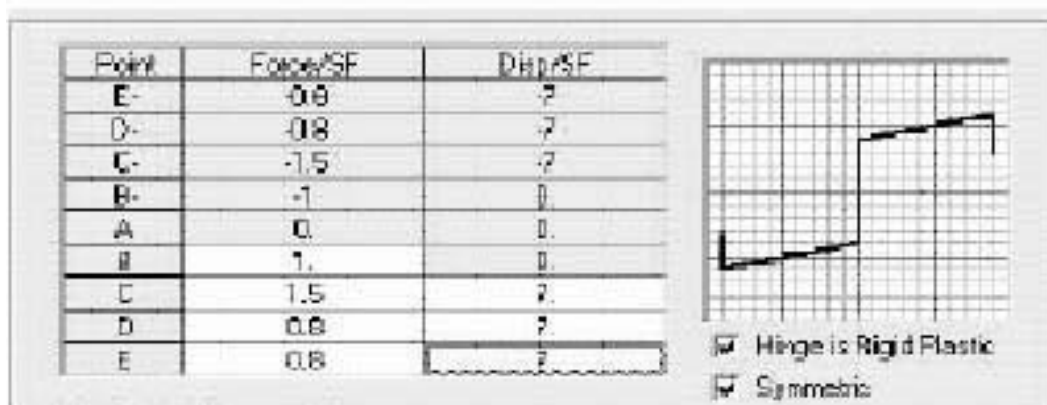 Point Force/SF Disp/SF
E- -0.8 -7
D- -0.8 -7
C- -1.5 -7
B- -1 0.
A 0. 0.
B 1. 0.
C 1.5 7.
D 0.8 7.
E 0.8 7.
Hinge is Rigid Plastic
Symmetric